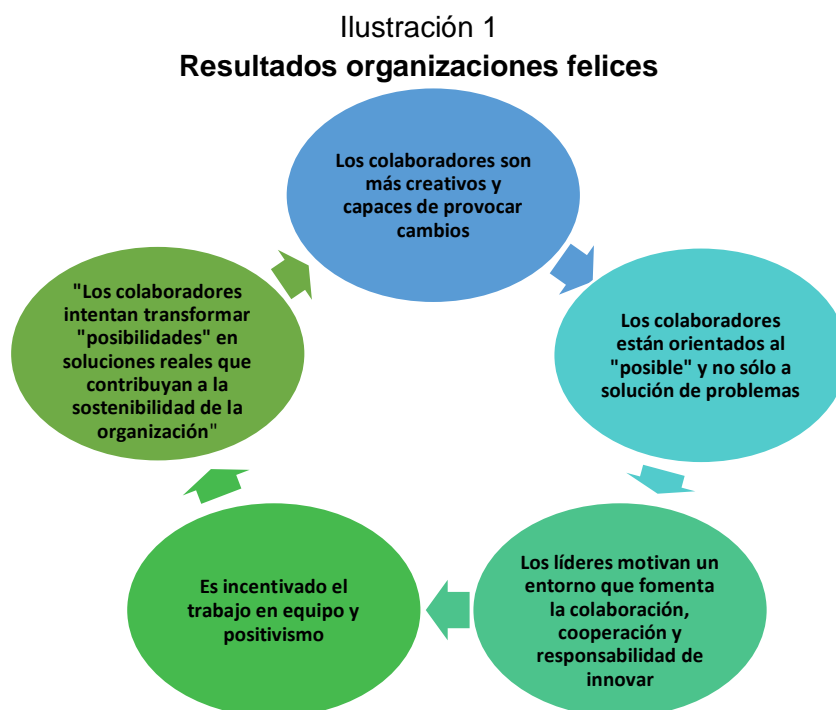 Ilustración 1
Resultados organizaciones felices
Los colaboradores son
más creativos y
capaces de provocar
cambios
Los colaboradores
están orientados al
"posible" y no sólo a
solución de problemas
Los líderes motivan un
entorno que fomenta
la colaboración,
cooperación y
responsabilidad de
innovar
Es incentivado el
trabajo en equipo y
positivismo
"Los colaboradores
intentan transformar
"posibilidades" en
soluciones reales que
contribuyan a la
sostenibilidad de la
organización"